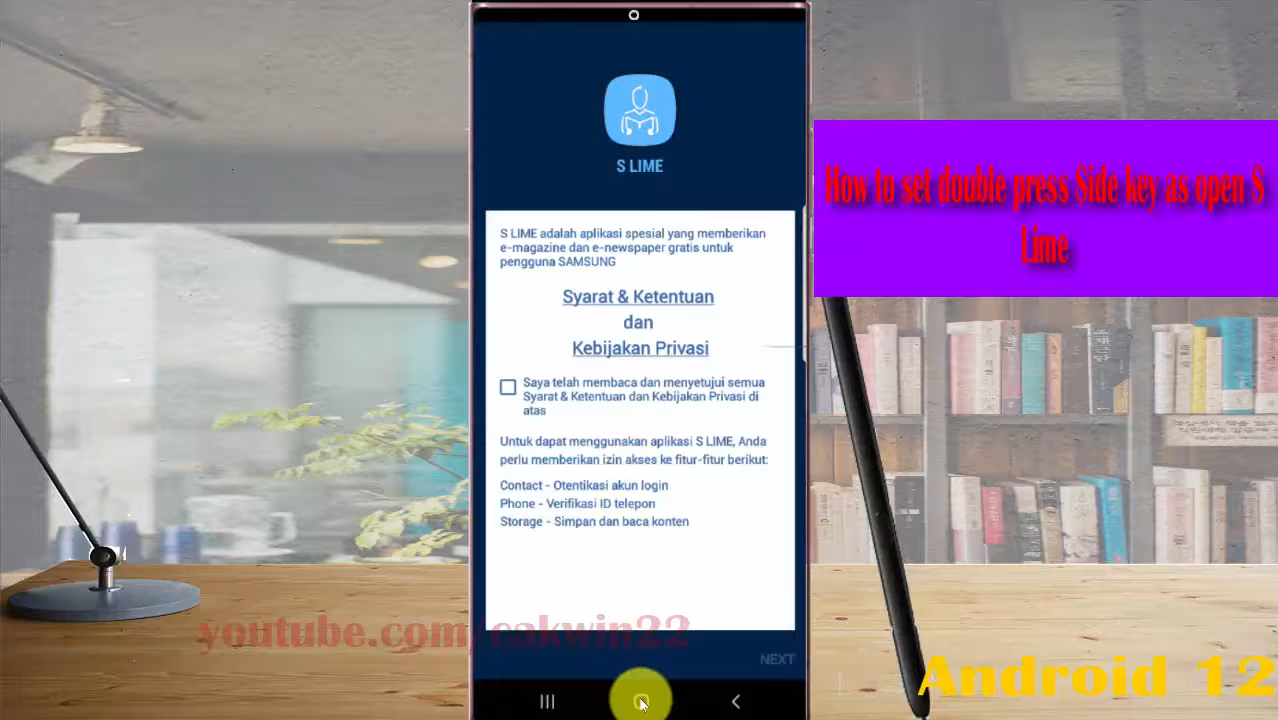 S LIME
S LIME adalah aplikasi spesial yang memberikan
e-magazine dan e-newspaper gratis untuk
pengguna SAMSUNG
Syarat & Ketentuan
dan
Kebijakan Privasi
Saya telah membaca dan menyetujui semua
Syarat & Ketentuan dan Kebijakan Privasi di
atas
Untuk dapat menggunakan aplikasi S LIME, Anda
perlu memberikan izin akses ke fitur-fitur berikut:
Contact - Otentikasi akun login
Phone - Verifikasi ID telepon
Storage - Simpan dan baca konten
NEXT
How to set double press Side key as open S
Lime
youtube.com/eakwin22
Android 12